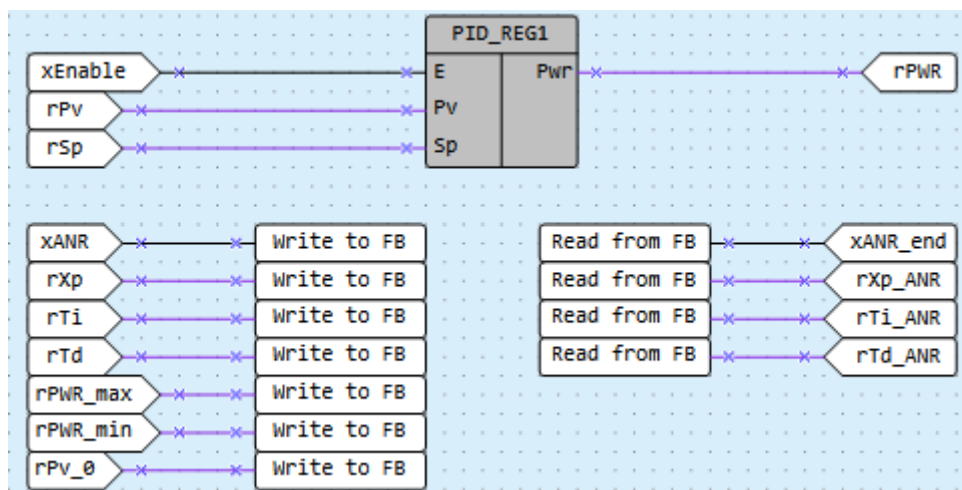 PID_REG1
xEnable E Pwr rPWR
rPv Pv
rSp Sp
xANR Write to FB Read from FB xANR_end
rXp Write to FB Read from FB rXp_ANR
rTi Write to FB Read from FB rTi_ANR
rTd Write to FB Read from FB rTd_ANR
rPWR_max Write to FB
rPWR_min Write to FB
rPv_0 Write to FB